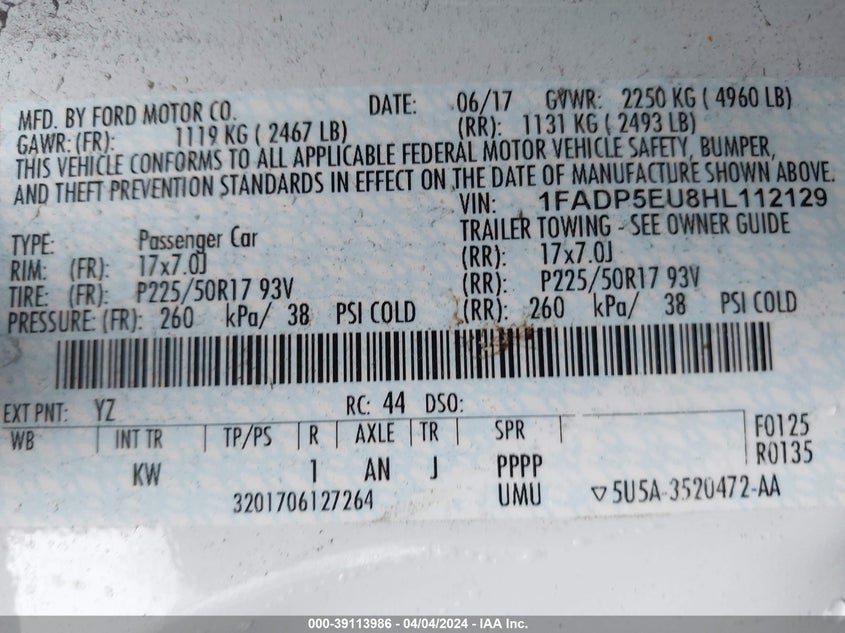 MFD. BY FORD MOTOR CO. DATE: 06/17 GVWR: 2250 KG ( 4960 LB)
GAWR: (FR): 1119 KG ( 2467 LB) (RR): 1131 KG ( 2493 LB)
THIS VEHICLE CONFORMS TO ALL APPLICABLE FEDERAL MOTOR VEHICLE SAFETY, BUMPER,
AND THEFT PREVENTION STANDARDS IN EFFECT ON THE DATE OF MANUFACTURE SHOWN ABOVE.
VIN: 1FADP5EU8HL112129
TRAILER TOWING - SEE OWNER GUIDE
TYPE: Passenger Car
RIM: (FR): 17x7.0J (RR): 17x7.0J
TIRE: (FR): P225/50R17 93V (RR): P225/50R17 93V
PRESSURE: (FR): 260 kPa/ 38 PSI COLD (RR): 260 kPa/ 38 PSI COLD
EXT PNT: YZ RC: 44 DSO:
WB INT TR TP/PS R AXLE TR SPR F0125
R0135
KW 1 AN J PPPP
3201706127264 UMU ▽5U5A-3520472-AA
000-39113986 - 04/04/2024 - IAA Inc.